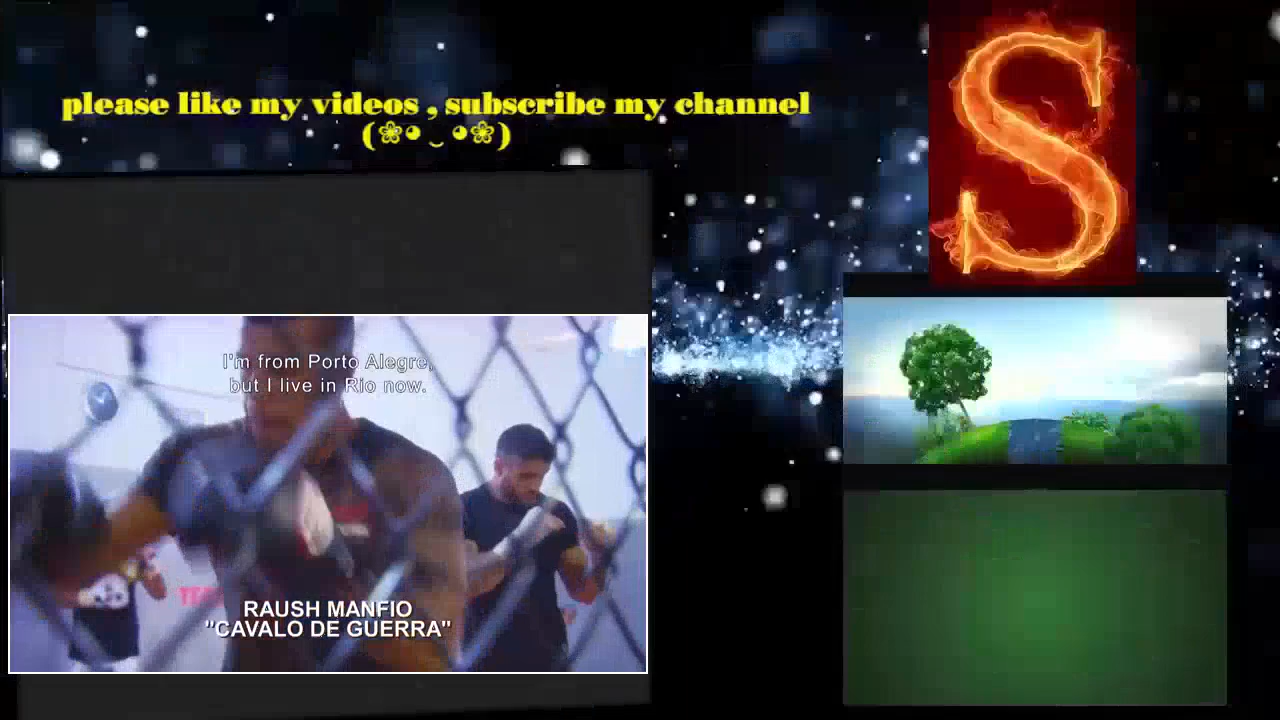 please like my videos , subscribe my channel
(❀◕ ‿ ◕❀)
S
I'm from Porto Alegre,
but I live in Rio now.
RAUSH MANFIO
"CAVALO DE GUERRA"